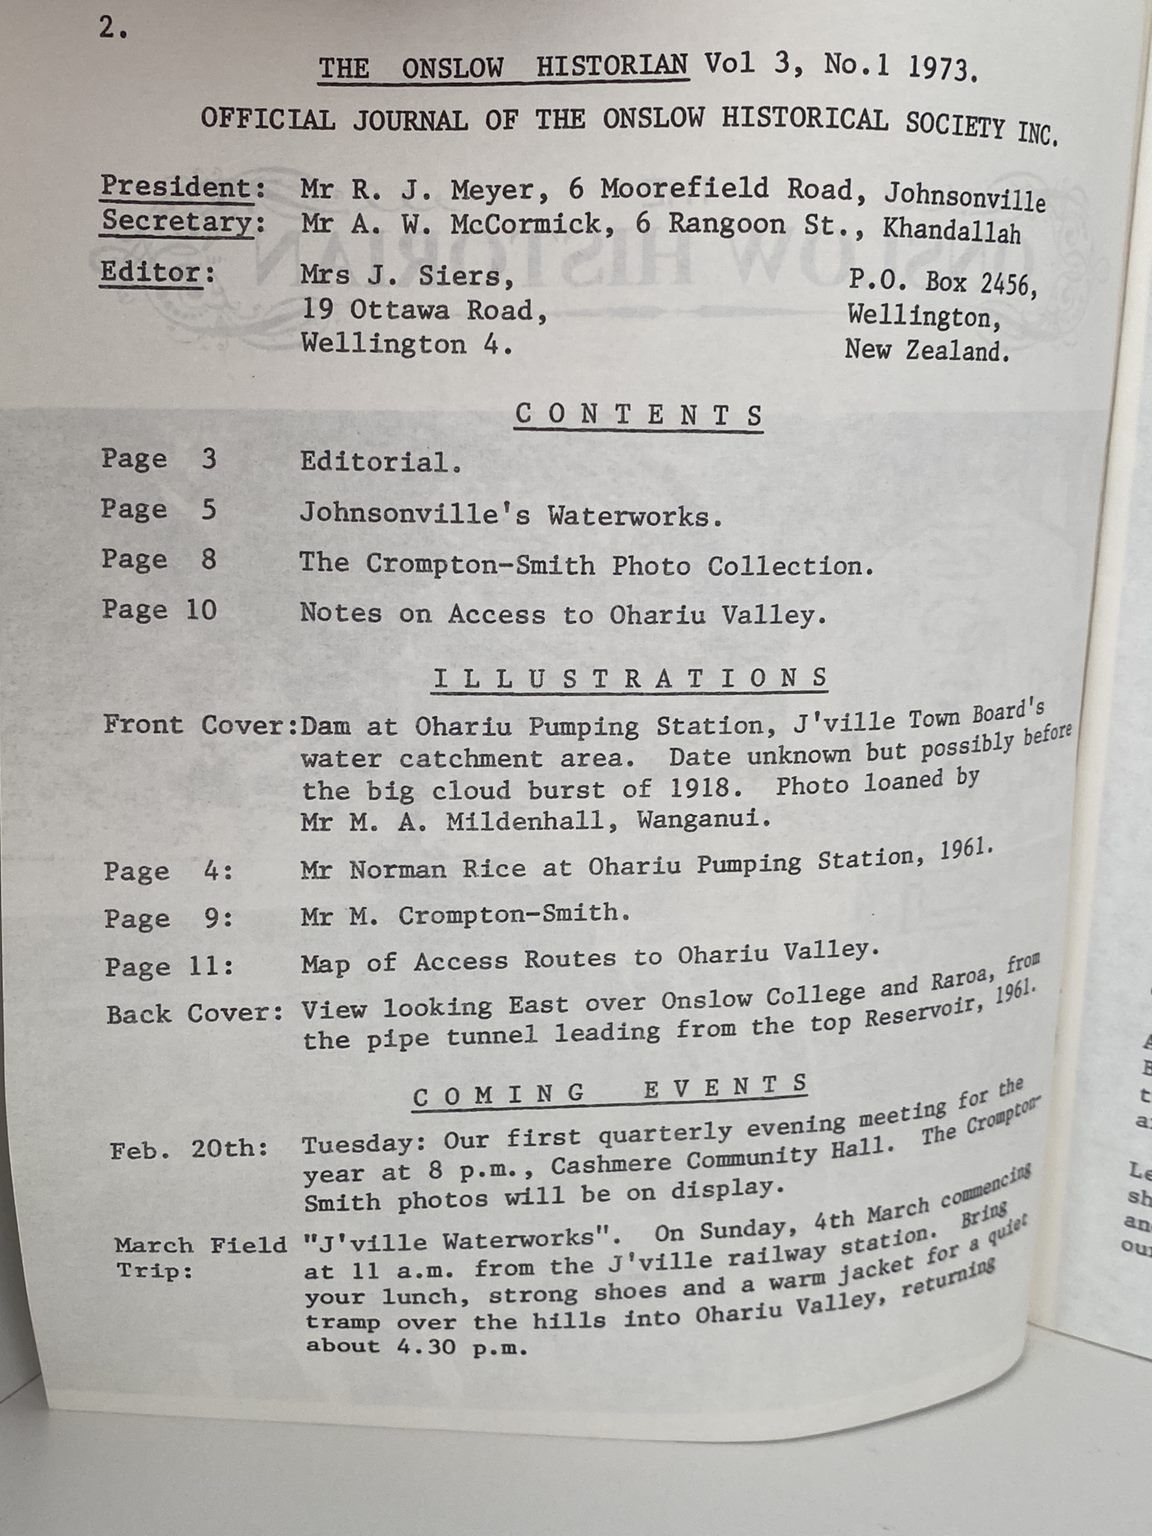 2.
THE ONSLOW HISTORIAN Vol 3, No.1 1973.
OFFICIAL JOURNAL OF THE ONSLOW HISTORICAL SOCIETY INC.
President: Mr R. J. Meyer, 6 Moorefield Road, Johnsonville
Secretary: Mr A. W. McCormick, 6 Rangoon St., Khandallah
Editor: Mrs J. Siers, P.O. Box 2456,
19 Ottawa Road, Wellington,
Wellington 4. New Zealand.
C O N T E N T S
Page 3 Editorial.
Page 5 Johnsonville's Waterworks.
Page 8 The Crompton-Smith Photo Collection.
Page 10 Notes on Access to Ohariu Valley.
I L L U S T R A T I O N S
Front Cover:Dam at Ohariu Pumping Station, J'ville Town Board's
water catchment area. Date unknown but possibly before
the big cloud burst of 1918. Photo loaned by
Mr M. A. Mildenhall, Wanganui.
Page 4: Mr Norman Rice at Ohariu Pumping Station, 1961.
Page 9: Mr M. Crompton-Smith.
Page 11: Map of Access Routes to Ohariu Valley.
Back Cover: View looking East over Onslow College and Raroa, from
the pipe tunnel leading from the top Reservoir, 1961.
C O M I N G E V E N T S
Feb. 20th: Tuesday: Our first quarterly evening meeting for the
year at 8 p.m., Cashmere Community Hall. The Crompton-
Smith photos will be on display.
March Field "J'ville Waterworks". On Sunday, 4th March commencing
Trip: at 11 a.m. from the J'ville railway station. Bring
your lunch, strong shoes and a warm jacket for a quiet
tramp over the hills into Ohariu Valley, returning
about 4.30 p.m.